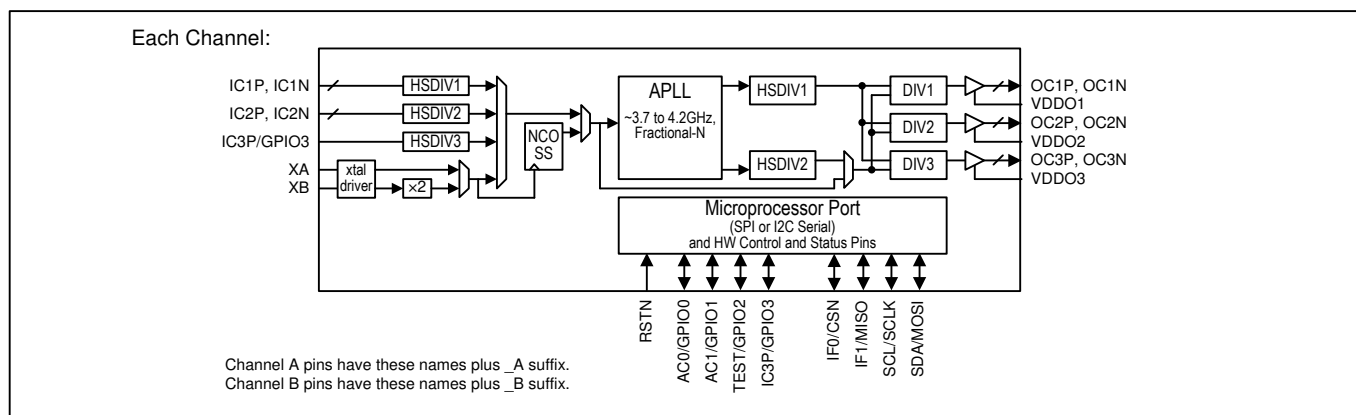 Each Channel:
IC1P, IC1N
IC2P, IC2N
IC3P/GPIO3
XA
XB
HSDIV1
HSDIV2
HSDIV3
xtal
driver
×2
NCO
SS
APLL
~3.7 to 4.2GHz,
Fractional-N
HSDIV1
HSDIV2
DIV1
DIV2
DIV3
OC1P, OC1N
VDDO1
OC2P, OC2N
VDDO2
OC3P, OC3N
VDDO3
Microprocessor Port
(SPI or I2C Serial)
and HW Control and Status Pins
RSTN
AC0/GPIO0
AC1/GPIO1
TEST/GPIO2
IC3P/GPIO3
IF0/CSN
IF1/MISO
SCL/SCLK
SDA/MOSI
Channel A pins have these names plus _A suffix.
Channel B pins have these names plus _B suffix.